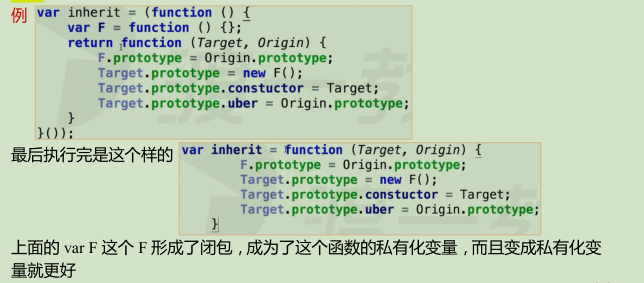 例 var inherit = (function () {
var F = function () {};
return function (Target, Origin) {
F.prototype = Origin.prototype;
Target.prototype = new F();
Target.prototype.constuctor = Target;
Target.prototype.uber = Origin.prototype;
}
}());
最后执行完是这个样的 var inherit = function (Target, Origin) {
F.prototype = Origin.prototype;
Target.prototype = new F();
Target.prototype.constuctor = Target;
Target.prototype.uber = Origin.prototype;
}
上面的 var F 这个 F 形成了闭包，成为了这个函数的私有化变量，而且变成私有化变
量就更好